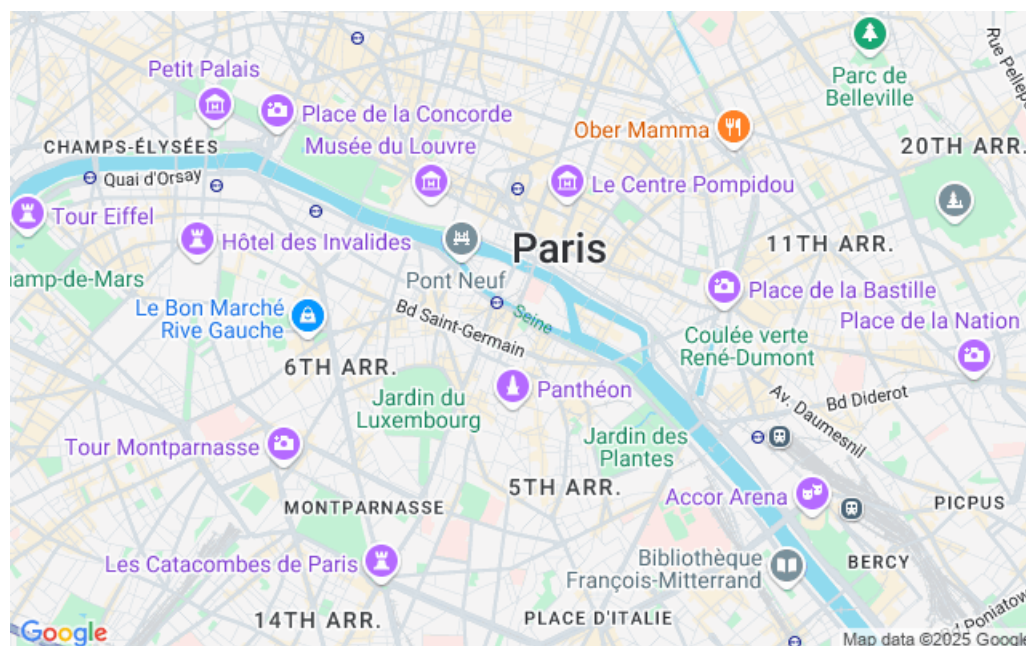 Petit Palais
Place de la Concorde
Parc de
Belleville
Rue Pellep
Ober Mamma
CHAMPS-ÉLYSÉES
Musée du Louvre
20TH ARR.
Quai d'Orsay
Le Centre Pompidou
Tour Eiffel
Hôtel des Invalides
Paris
11TH ARR.
amp-de-Mars
Pont Neuf
Place de la Bastille
Le Bon Marché
Rive Gauche
Bd Saint-Germain
Seine
Place de la Nation
Coulée verte
René-Dumont
6TH ARR.
Jardin du
Luxembourg
Panthéon
Av. Daumesnil
Bd Diderot
Tour Montparnasse
Jardin des
Plantes
5TH ARR.
Accor Arena
MONTPARNASSE
PICPUS
Les Catacombes de Paris
Bibliothèque
François-Mitterrand
BERCY
14TH ARR.
PLACE D'ITALIE
Bd Poniatow
Google
Map data ©2025 Google